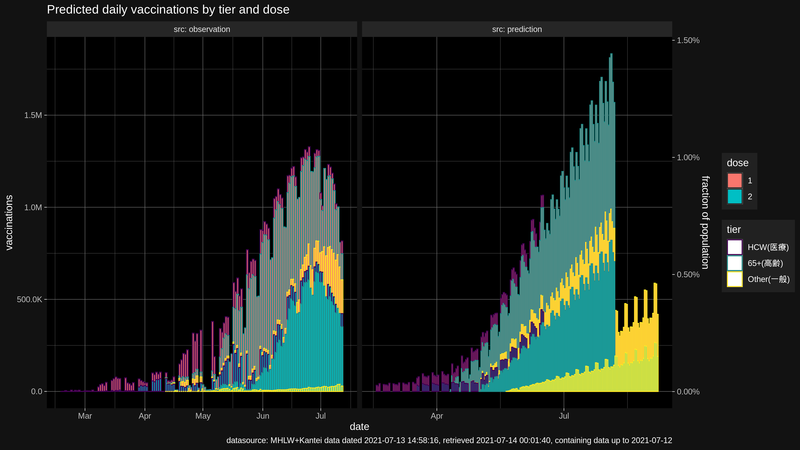 Predicted daily vaccinations by tier and dose
src: observation
src: prediction
1.5M
1.0M
500.0K
0.0
vaccinations
1.50%
1.00%
0.50%
0.00%
fraction of population
Mar
Apr
May
Jun
Jul
Apr
Jul
date
dose
1
2
tier
HCW(医療)
65+(高齢)
Other(一般)
datasource: MHLW+Kantei data dated 2021-07-13 14:58:16, retrieved 2021-07-14 00:01:40, containing data up to 2021-07-12